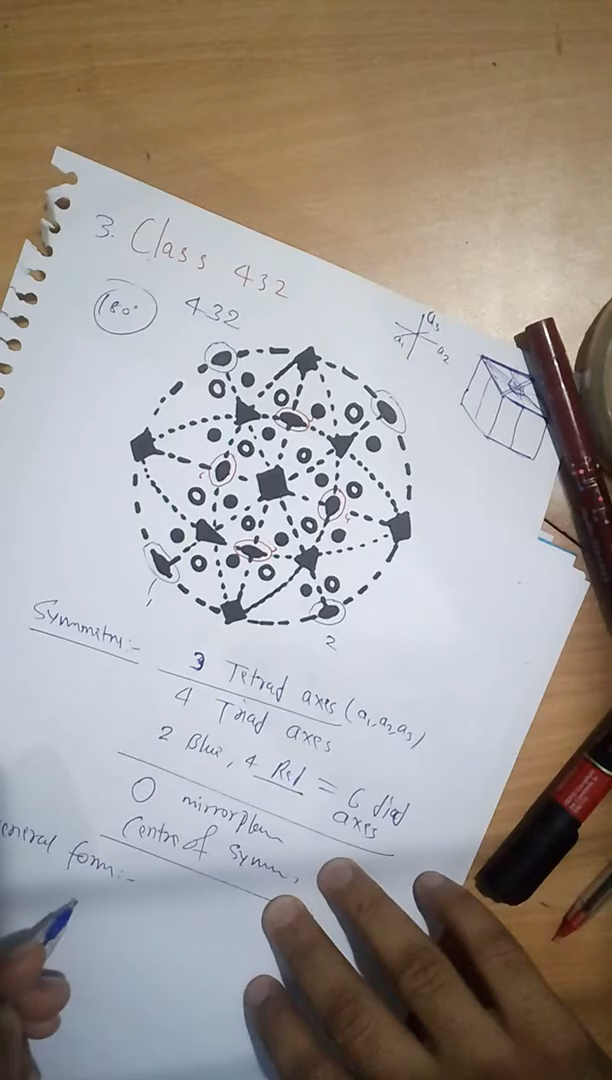 3. Class 432
180° 432
a3
a1 a2
1
2
Symmetri:-
3 Tetrad axes (a1,a2,a3)
4 Triad axes
2 Blue, 4 Red = 6 diad
axes
0 mirrorplan
Centre of Symm.
eneral form:-